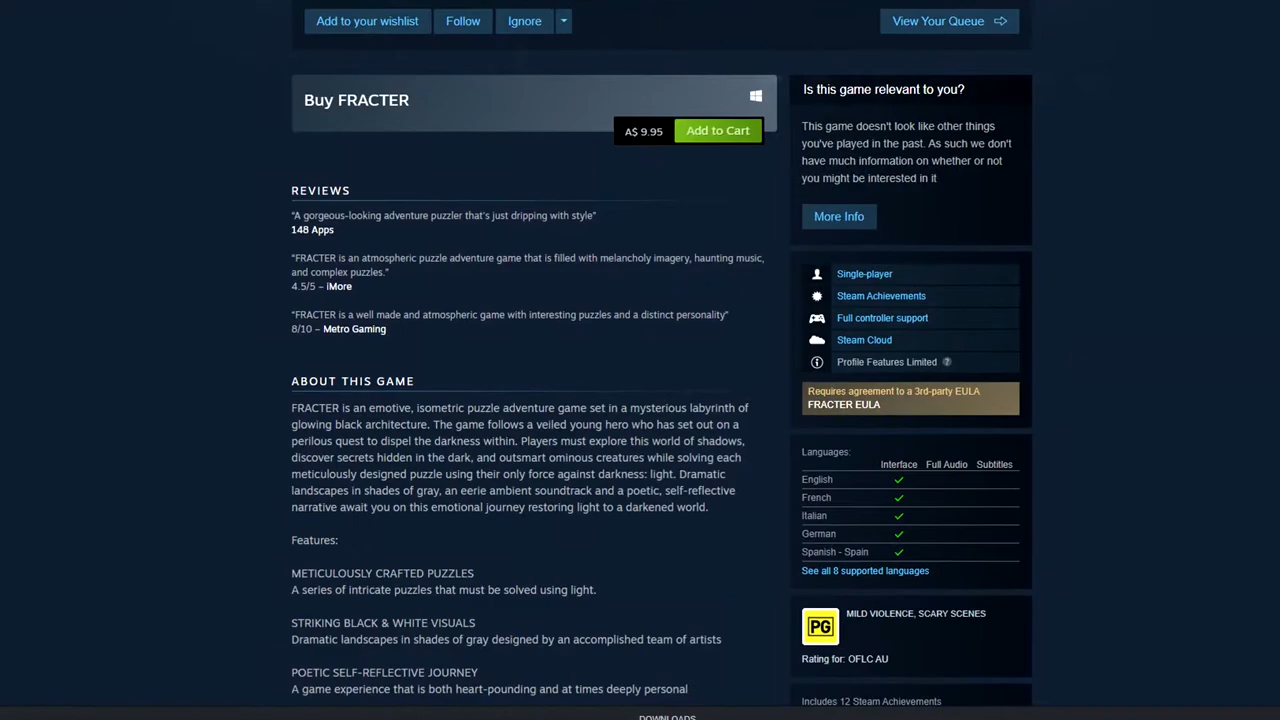 Add to your wishlist
Follow
Ignore
View Your Queue
Buy FRACTER
A$ 9.95
Add to Cart
REVIEWS
“A gorgeous-looking adventure puzzler that's just dripping with style”
148 Apps
“FRACTER is an atmospheric puzzle adventure game that is filled with melancholy imagery, haunting music,
and complex puzzles.”
4.5/5 – iMore
“FRACTER is a well made and atmospheric game with interesting puzzles and a distinct personality”
8/10 – Metro Gaming
ABOUT THIS GAME
FRACTER is an emotive, isometric puzzle adventure game set in a mysterious labyrinth of
glowing black architecture. The game follows a veiled young hero who has set out on a
perilous quest to dispel the darkness within. Players must explore this world of shadows,
discover secrets hidden in the dark, and outsmart ominous creatures while solving each
meticulously designed puzzle using their only force against darkness: light. Dramatic
landscapes in shades of gray, an eerie ambient soundtrack and a poetic, self-reflective
narrative await you on this emotional journey restoring light to a darkened world.
Features:
METICULOUSLY CRAFTED PUZZLES
A series of intricate puzzles that must be solved using light.
STRIKING BLACK & WHITE VISUALS
Dramatic landscapes in shades of gray designed by an accomplished team of artists
POETIC SELF-REFLECTIVE JOURNEY
A game experience that is both heart-pounding and at times deeply personal
Is this game relevant to you?
This game doesn't look like other things
you've played in the past. As such we don't
have much information on whether or not
you might be interested in it
More Info
Single-player
Steam Achievements
Full controller support
Steam Cloud
Profile Features Limited ?
Requires agreement to a 3rd-party EULA
FRACTER EULA
Languages:
Interface Full Audio Subtitles
English ✓
French ✓
Italian ✓
German ✓
Spanish - Spain ✓
See all 8 supported languages
PG
MILD VIOLENCE, SCARY SCENES
Rating for: OFLC AU
Includes 12 Steam Achievements
DOWNLOADS